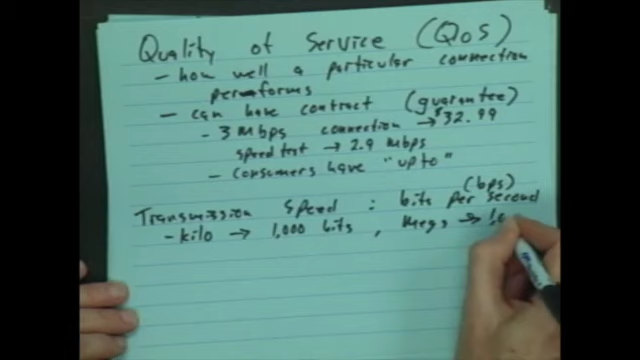 Quality of Service (QoS)
- how well a particular connection
peraforms
- can have contract (guarantee)
- 3 Mbps connection → $32.99
speed test → 2.9 Mbps
- consumers have "up to"
(bps)
Transmission speed : bits per second
- kilo → 1,000 bits , Mega →